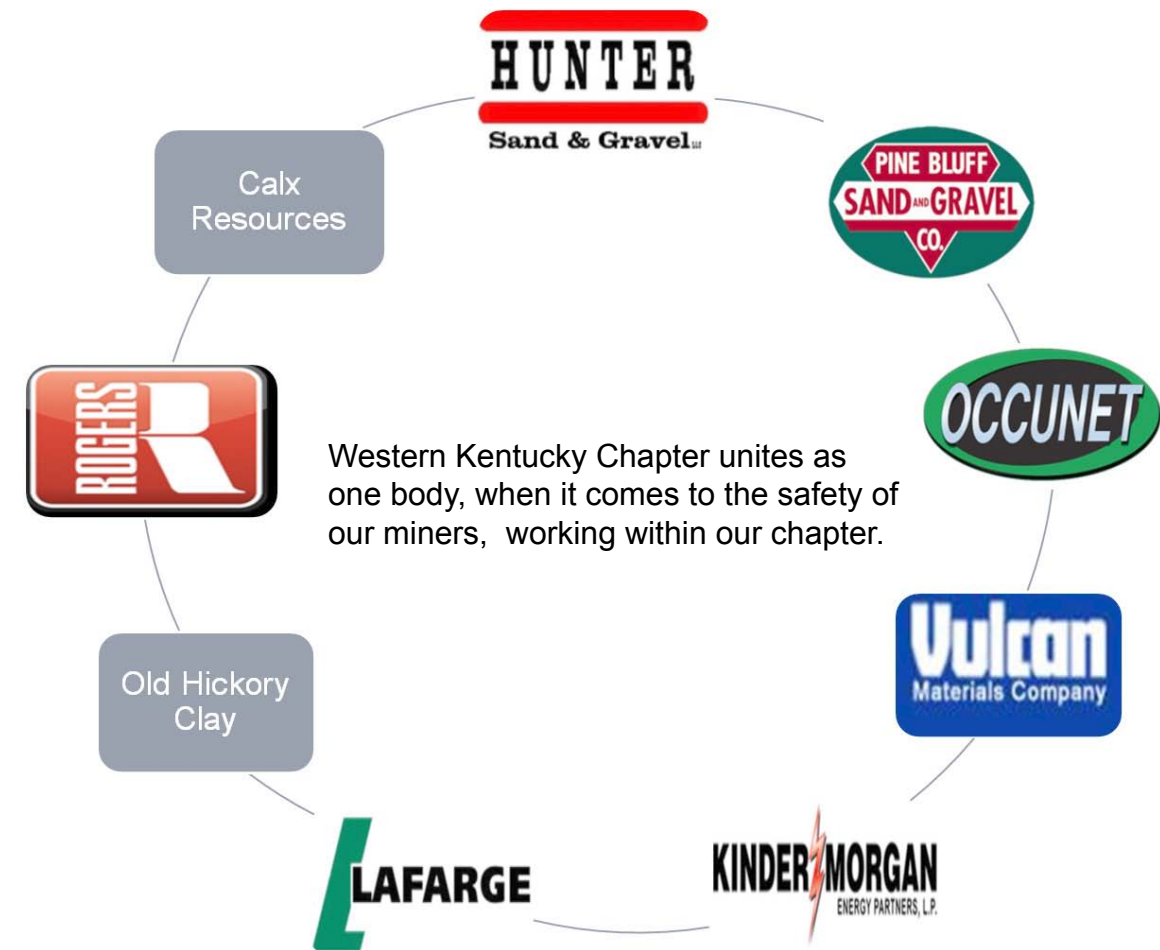 HUNTER
Sand & Gravel LLC
PINE BLUFF
SAND AND GRAVEL
CO.
OCCUNET
Vulcan
Materials Company
KINDER MORGAN
ENERGY PARTNERS, L.P.
LAFARGE
Old Hickory
Clay
ROGERS
Calx
Resources
Western Kentucky Chapter unites as
one body, when it comes to the safety of
our miners,  working within our chapter.